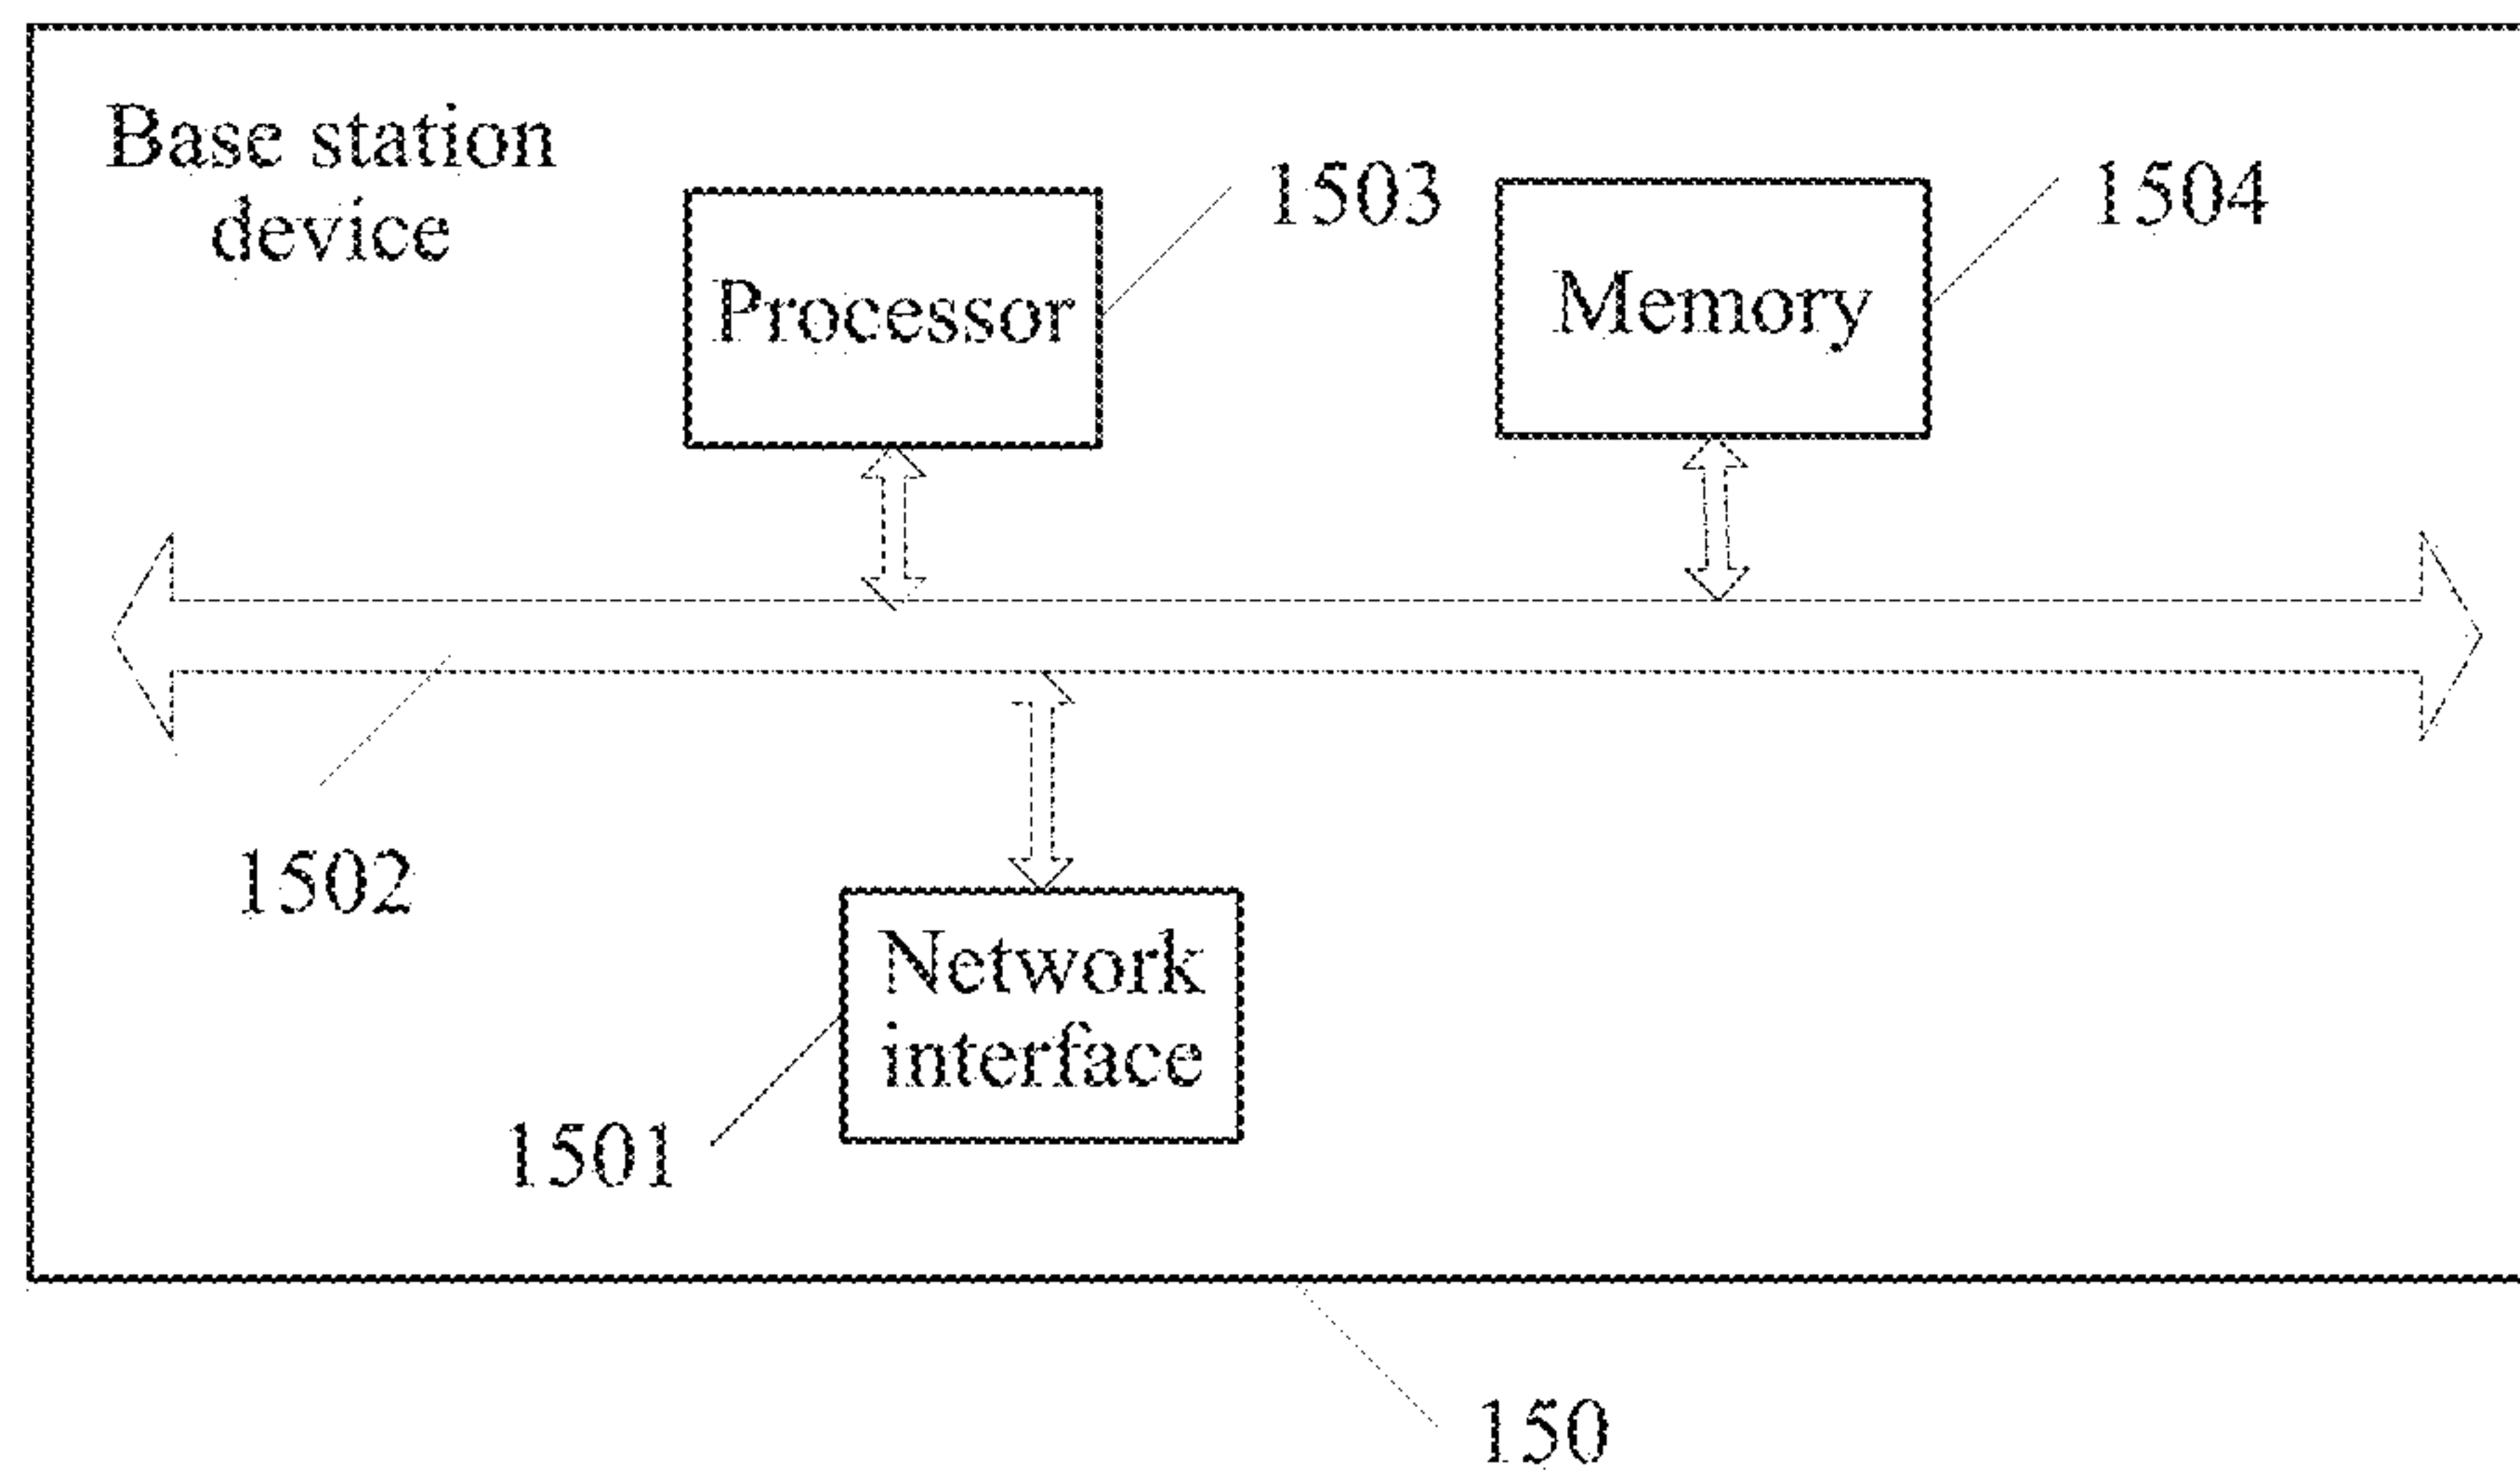 Base station
device
1503
1504
Processor
Memory
1502
Network
interface
1501
150